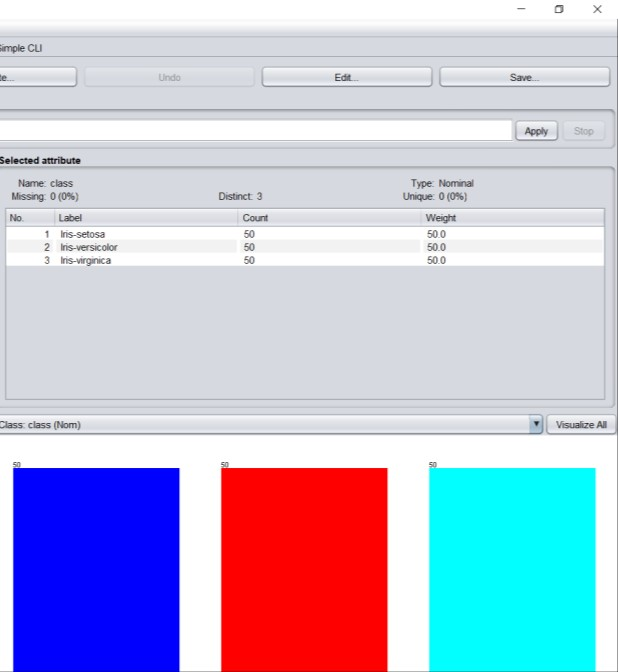 Simple CLI
te... Undo Edit... Save...
Apply Stop
Selected attribute
Name: class Type: Nominal
Missing: 0 (0%) Distinct: 3 Unique: 0 (0%)
No. Label Count Weight
1 Iris-setosa 50 50.0
2 Iris-versicolor 50 50.0
3 Iris-virginica 50 50.0
Class: class (Nom) Visualize All
50 50 50